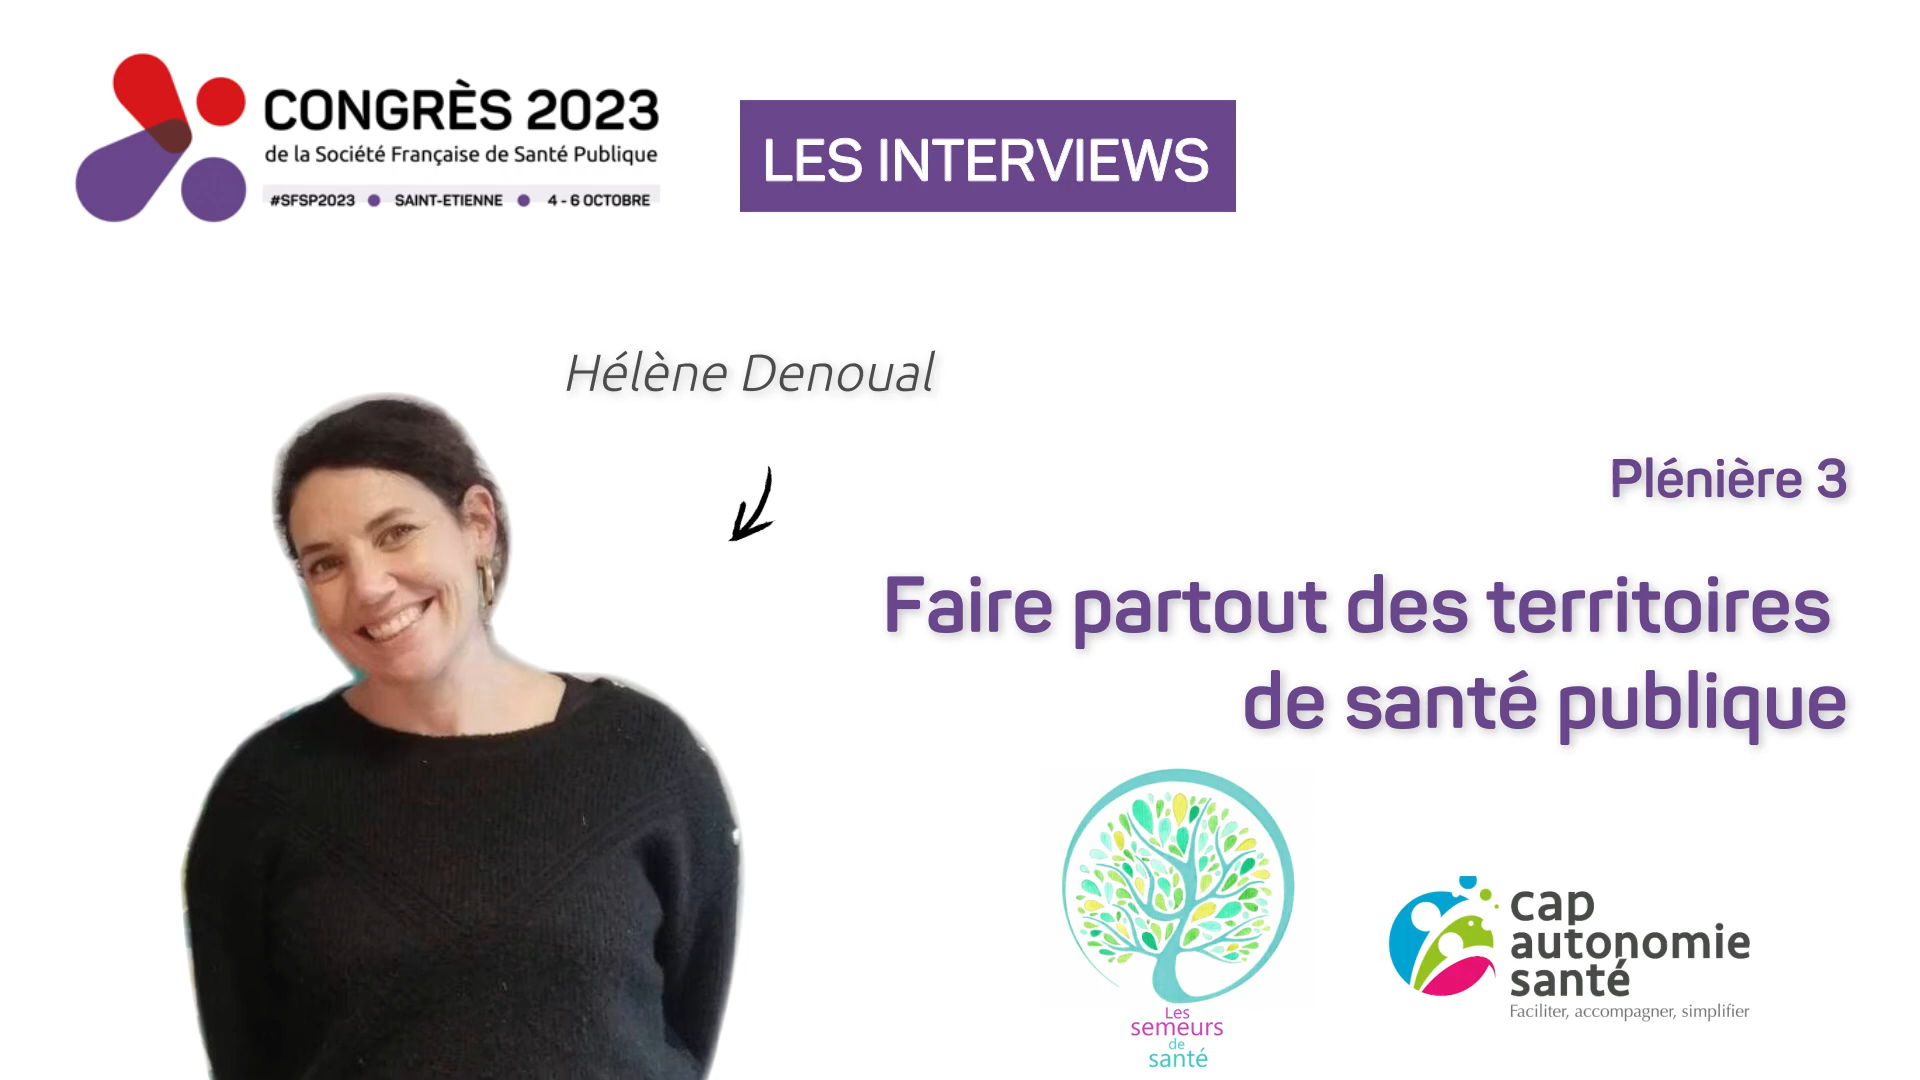 CONGRÈS 2023
de la Société Française de Santé Publique
#SFSP2023 ● SAINT-ETIENNE ● 4 - 6 OCTOBRE
LES INTERVIEWS
Hélène Denoual
Plénière 3
Faire partout des territoires
de santé publique
Les
semeurs
de
santé
cap
autonomie
santé
Faciliter, accompagner, simplifier